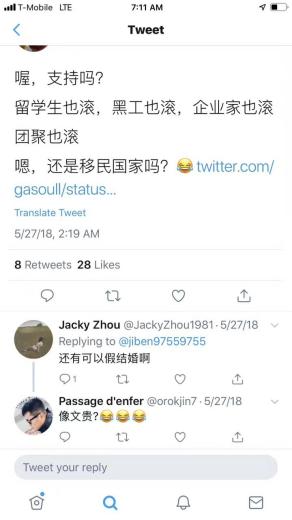 T-Mobile LTE 7:11 AM
Tweet
喔，支持吗？
留学生也滚，黑工也滚，企业家也滚
团聚也滚
嗯，还是移民国家吗？😂 twitter.com/
gasoull/status...
Translate Tweet
5/27/18, 2:19 AM
8 Retweets 28 Likes
Jacky Zhou @JackyZhou1981 · 5/27/18
Replying to @jiben97559755
还有可以假结婚啊
1
Passage d'enfer @orokjin7 · 5/27/18
像文贵?😂😂😂
Tweet your reply